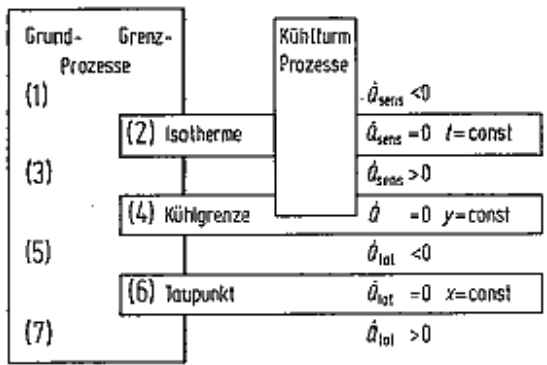 Grund- Grenz- Kühlturm
Prozesse Prozesse
(1) Q̇sens <0
(2) Isotherme Q̇sens =0 t=const
(3) Q̇sens >0
(4) Kühlgrenze Q̇ =0 y=const
(5) Q̇lat <0
(6) Taupunkt Q̇lat =0 x=const
(7) Q̇lat >0